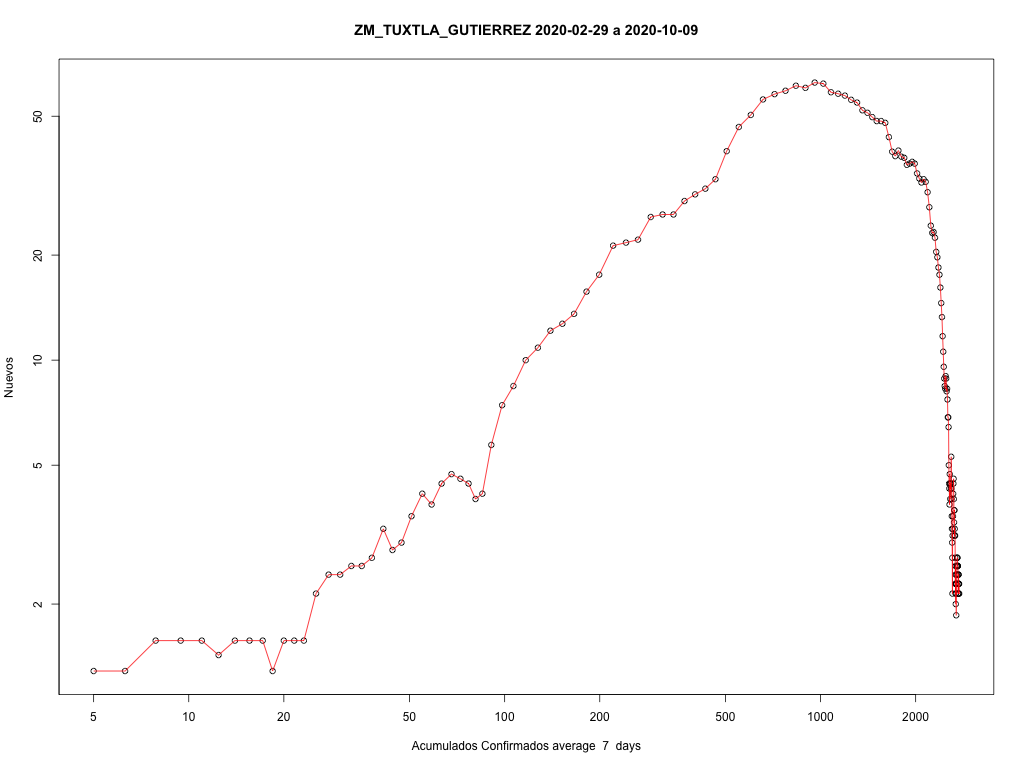 ZM_TUXTLA_GUTIERREZ 2020-02-29 a 2020-10-09
Nuevos
50
20
10
5
2
5 10 20 50 100 200 500 1000 2000
Acumulados Confirmados average 7 days